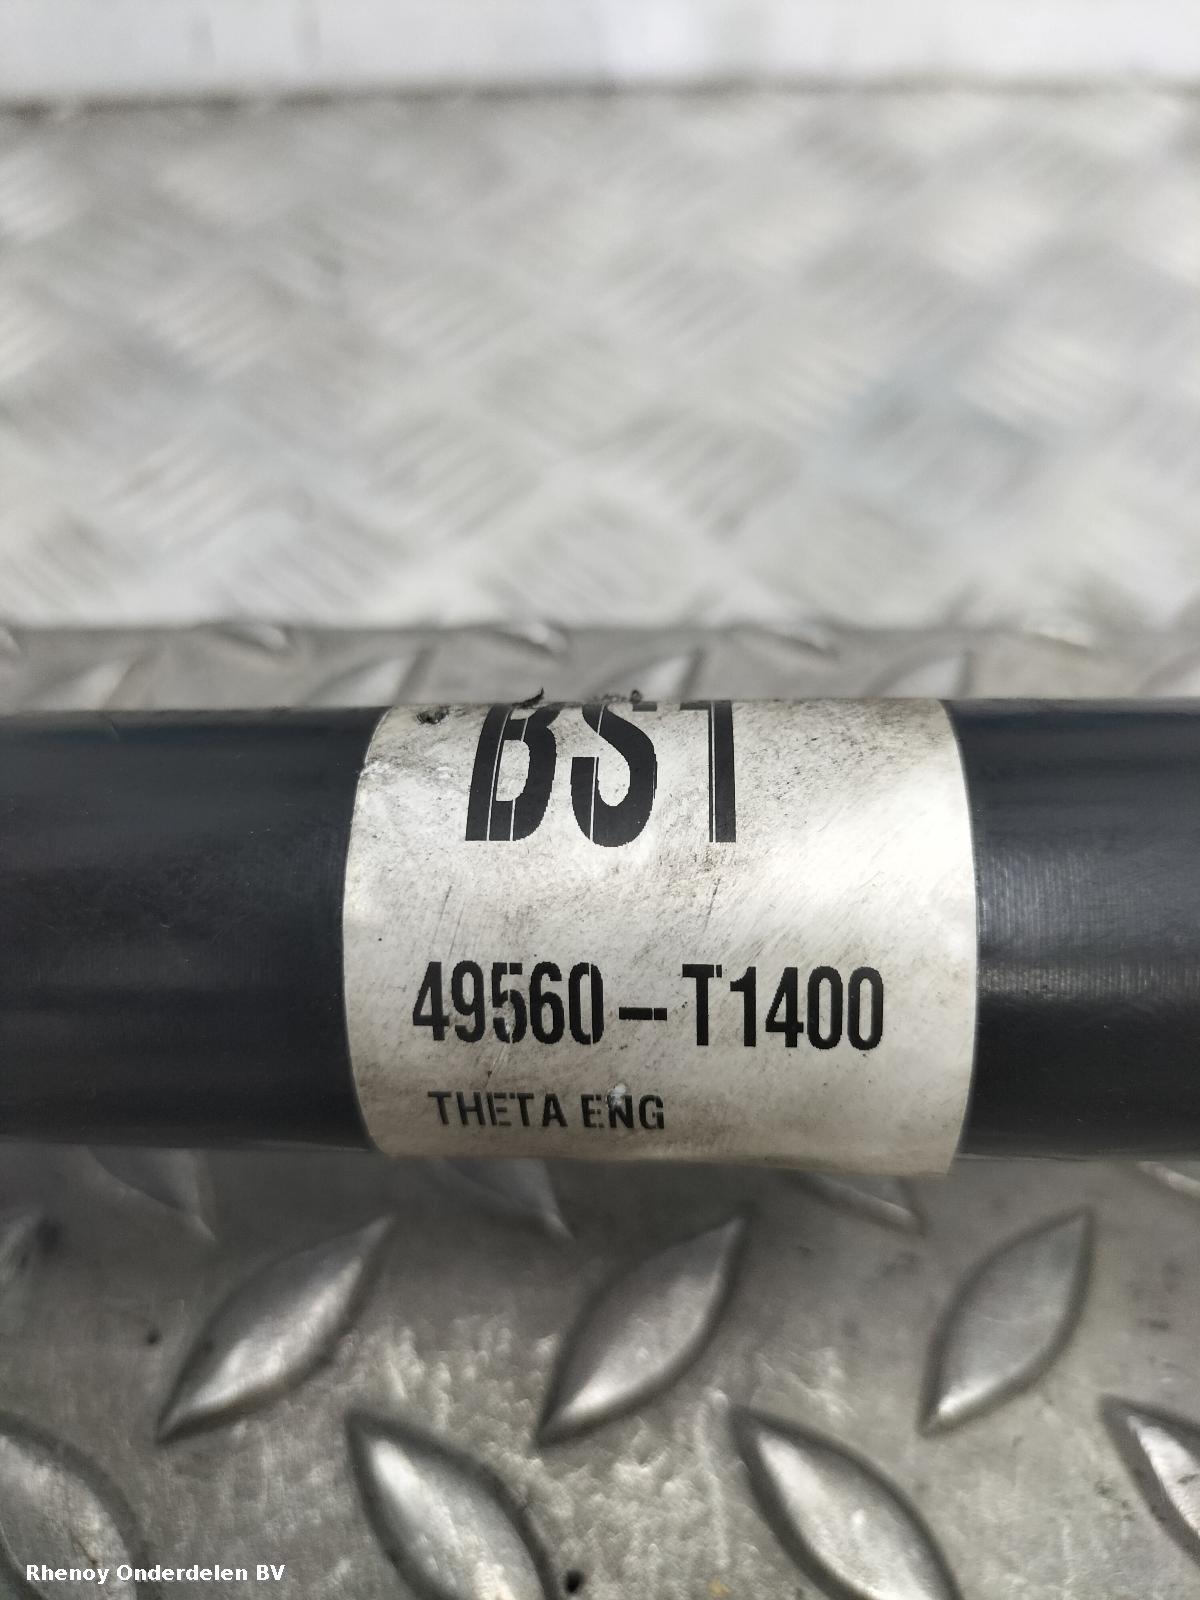 BS1
49560-T1400
THETA ENG
Rhenoy Onderdelen BV